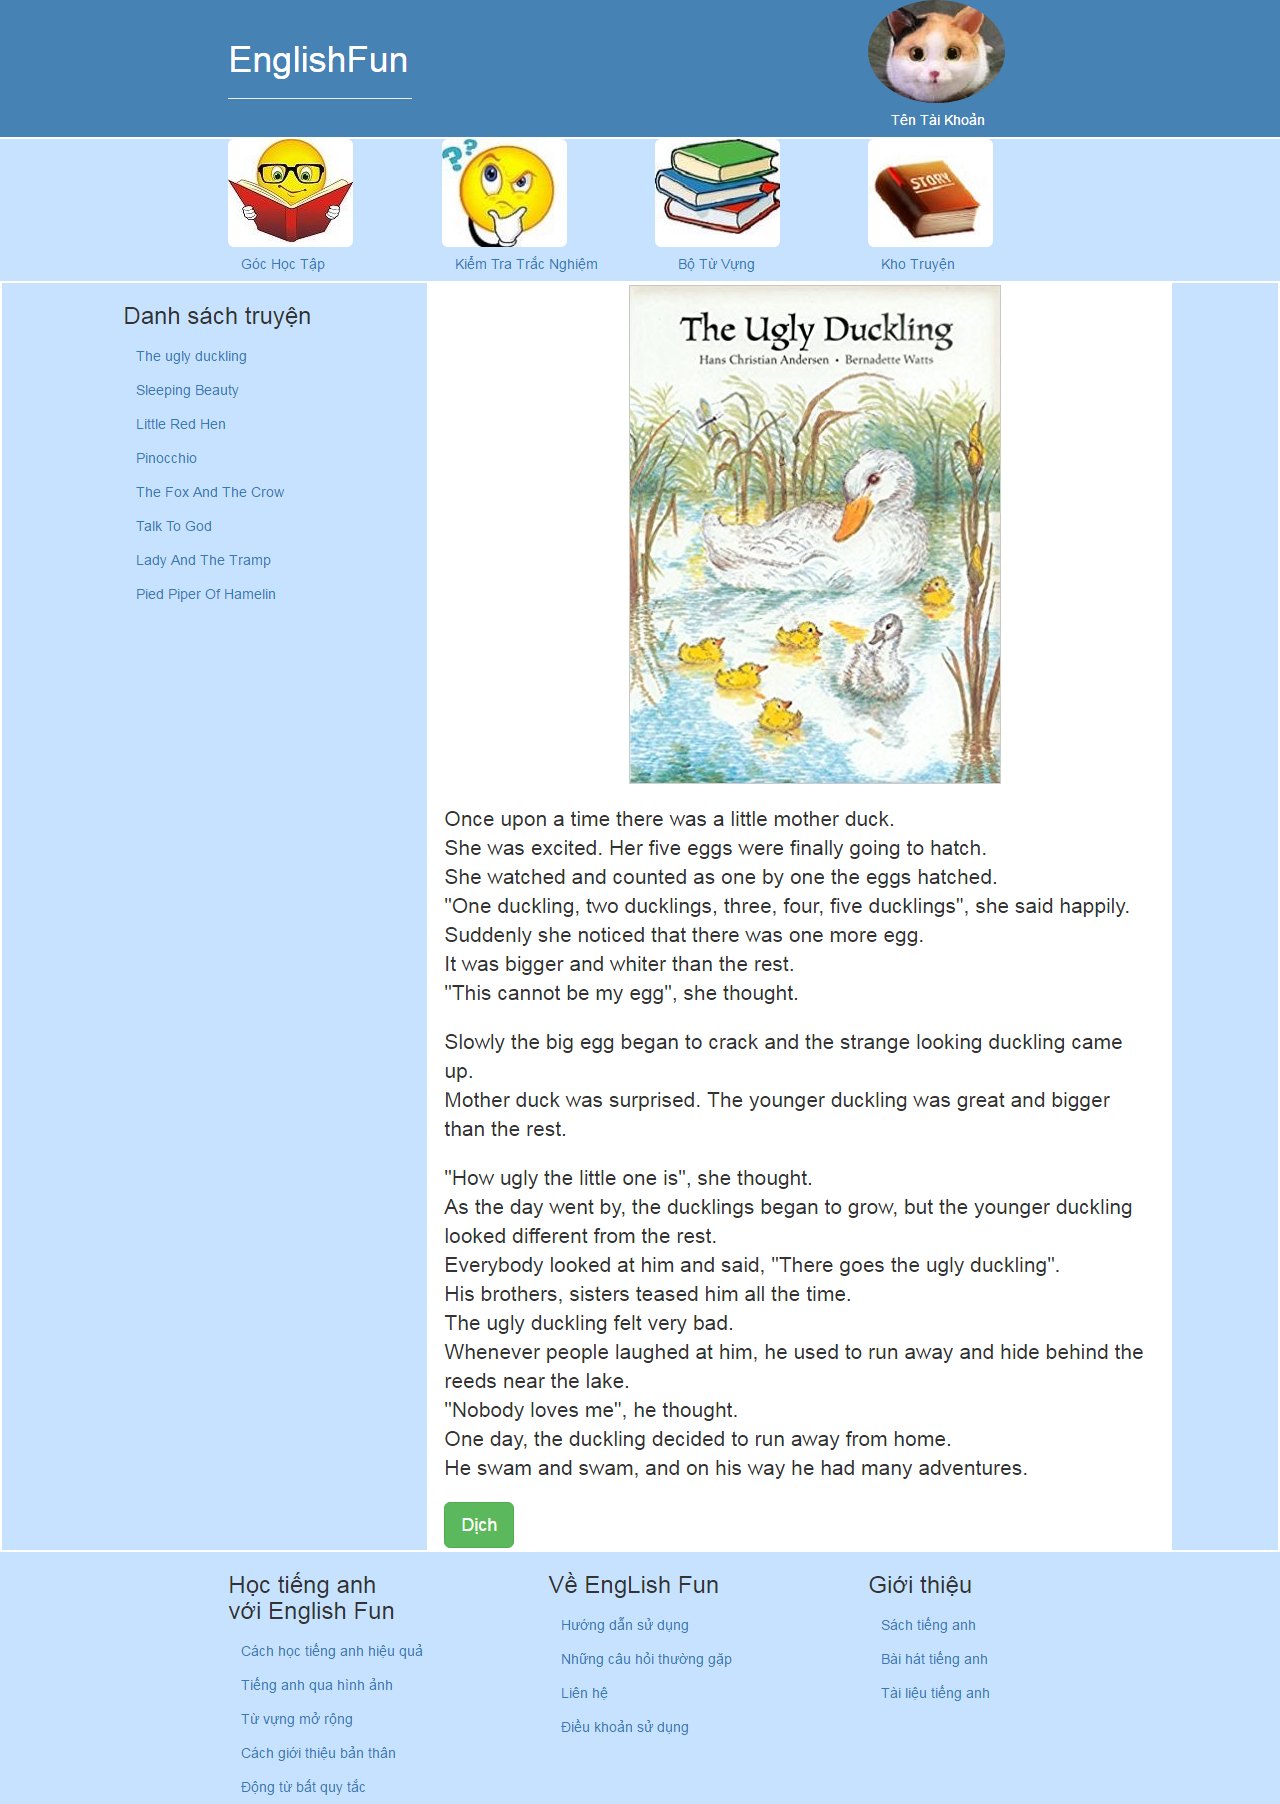 EnglishFun
Tên Tài Khoản
??
STORY
Góc Học Tập
Kiểm Tra Trắc Nghiệm
Bộ Từ Vựng
Kho Truyện
Danh sách truyện
The ugly duckling
Sleeping Beauty
Little Red Hen
Pinocchio
The Fox And The Crow
Talk To God
Lady And The Tramp
Pied Piper Of Hamelin
The Ugly Duckling
Hans Christian Andersen • Bernadette Watts
Once upon a time there was a little mother duck.
She was excited. Her five eggs were finally going to hatch.
She watched and counted as one by one the eggs hatched.
"One duckling, two ducklings, three, four, five ducklings", she said happily.
Suddenly she noticed that there was one more egg.
It was bigger and whiter than the rest.
"This cannot be my egg", she thought.
Slowly the big egg began to crack and the strange looking duckling came
up.
Mother duck was surprised. The younger duckling was great and bigger
than the rest.
"How ugly the little one is", she thought.
As the day went by, the ducklings began to grow, but the younger duckling
looked different from the rest.
Everybody looked at him and said, "There goes the ugly duckling".
His brothers, sisters teased him all the time.
The ugly duckling felt very bad.
Whenever people laughed at him, he used to run away and hide behind the
reeds near the lake.
"Nobody loves me", he thought.
One day, the duckling decided to run away from home.
He swam and swam, and on his way he had many adventures.
Dịch
Học tiếng anh
với English Fun
Cách học tiếng anh hiệu quả
Tiếng anh qua hình ảnh
Từ vựng mở rộng
Cách giới thiệu bản thân
Động từ bất quy tắc
Về EngLish Fun
Hướng dẫn sử dụng
Những câu hỏi thường gặp
Liên hệ
Điều khoản sử dụng
Giới thiệu
Sách tiếng anh
Bài hát tiếng anh
Tài liệu tiếng anh